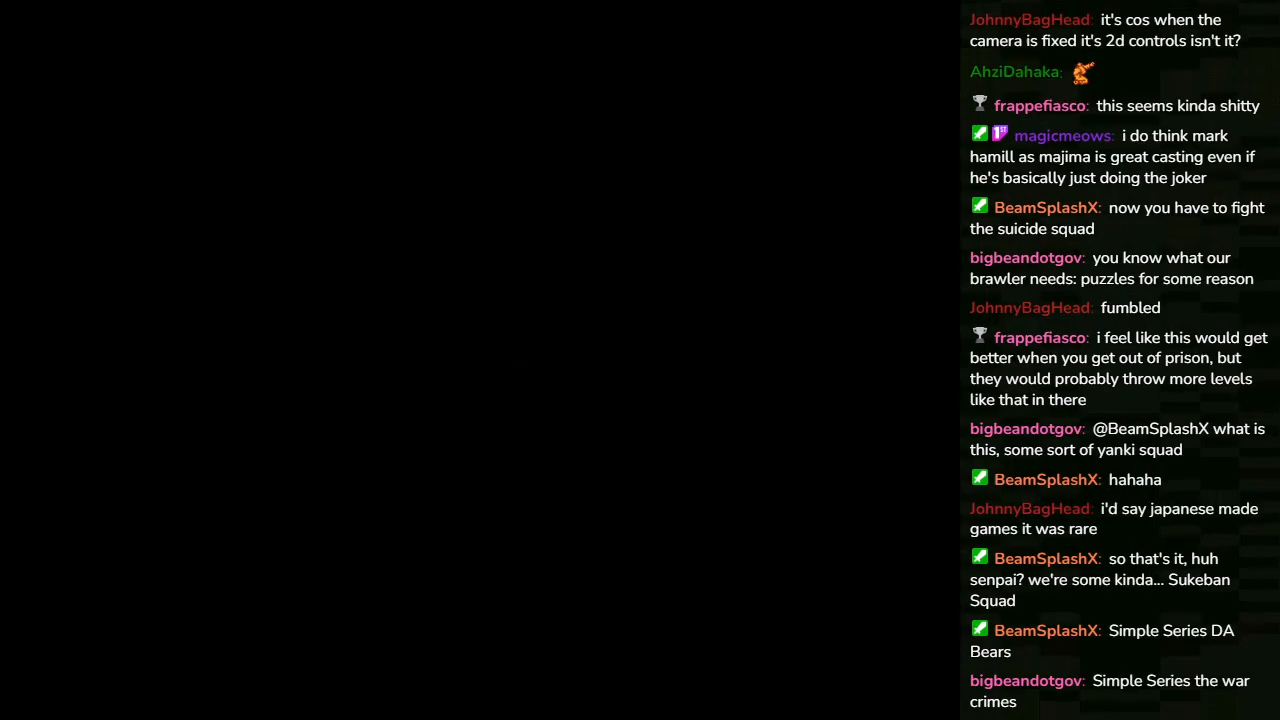 JohnnyBagHead: it's cos when the
camera is fixed it's 2d controls isn't it?
AhziDahaka:
frappefiasco: this seems kinda shitty
1ST magicmeows: i do think mark
hamill as majima is great casting even if
he's basically just doing the joker
BeamSplashX: now you have to fight
the suicide squad
bigbeandotgov: you know what our
brawler needs: puzzles for some reason
JohnnyBagHead: fumbled
frappefiasco: i feel like this would get
better when you get out of prison, but
they would probably throw more levels
like that in there
bigbeandotgov: @BeamSplashX what is
this, some sort of yanki squad
BeamSplashX: hahaha
JohnnyBagHead: i'd say japanese made
games it was rare
BeamSplashX: so that's it, huh
senpai? we're some kinda... Sukeban
Squad
BeamSplashX: Simple Series DA
Bears
bigbeandotgov: Simple Series the war
crimes